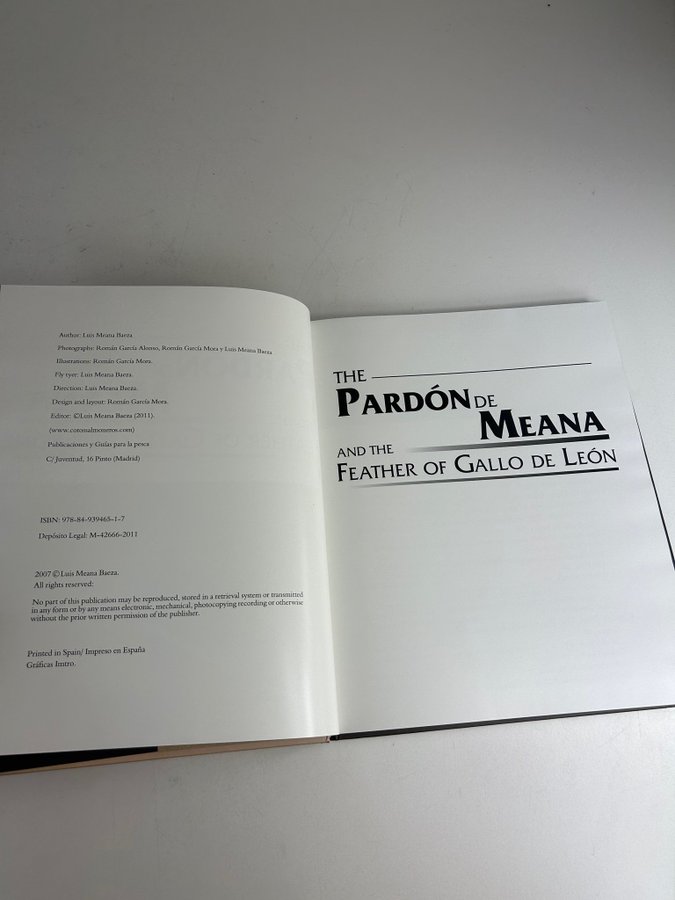 Author: Luis Meana Baeza
Photographs: Román García Alonso, Román García Mora y Luis Meana Baeza
Illustrations: Román García Mora.
Fly tyer: Luis Meana Baeza.
Direction: Luis Meana Baeza.
Design and layout: Román García Mora.
Editor: ©Luis Meana Baeza (2011).
(www.cotonalmoneros.com)
Publicaciones y Guías para la pesca
C/ Juventud, 16 Pinto (Madrid)
ISBN: 978-84-939465-1-7
Depósito Legal: M-42666-2011
2007 © Luis Meana Baeza.
All rights reserved:
No part of this publication may be reproduced, stored in a retrieval system or transmitted
in any form or by any means electronic, mechanical, photocopying recording or otherwise
without the prior written permission of the publisher.
Printed in Spain/ Impreso en España
Gráficas Imtro.
THE
PARDÓN DE
MEANA
AND THE
FEATHER OF GALLO DE LEÓN